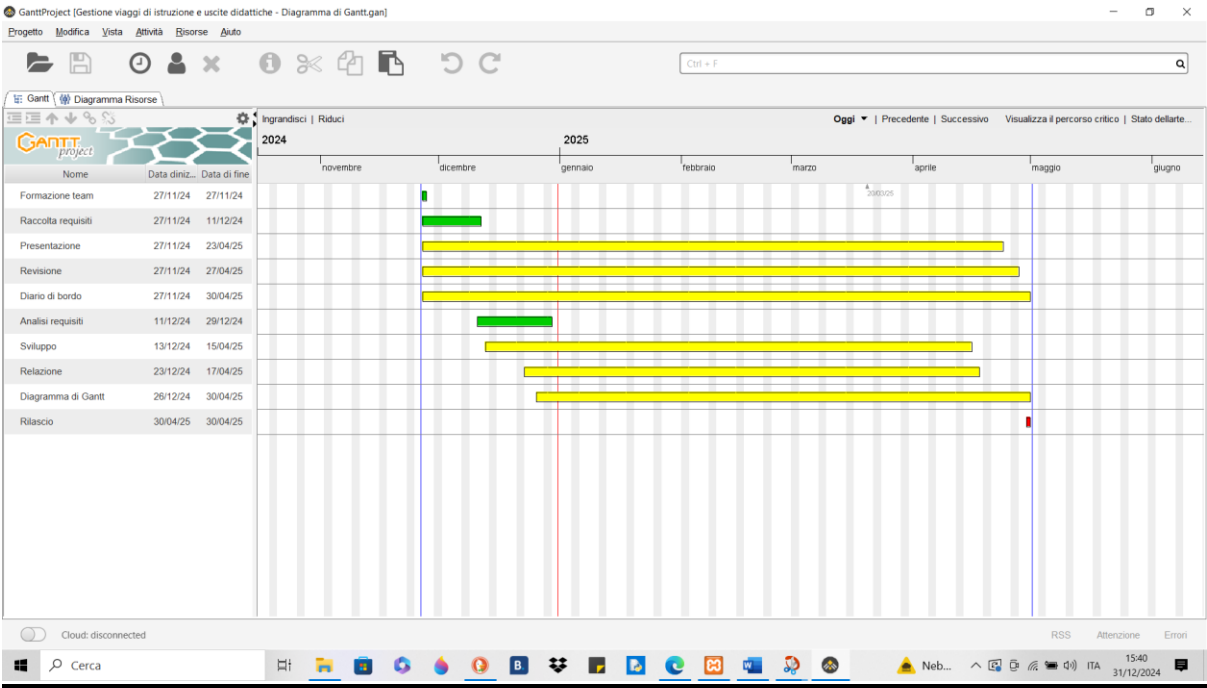 GanttProject [Gestione viaggi di istruzione e uscite didattiche - Diagramma di Gantt.gan]
Progetto Modifica Vista Attività Risorse Aiuto
Ctrl + F
Gantt Diagramma Risorse
Ingrandisci | Riduci Oggi | Precedente | Successivo Visualizza il percorso critico | Stato dellarte...
GANTT project
2024 2025
novembre dicembre gennaio febbraio marzo aprile maggio giugno
Nome Data diniz... Data di fine
Formazione team 27/11/24 27/11/24
20/03/25
Raccolta requisiti 27/11/24 11/12/24
Presentazione 27/11/24 23/04/25
Revisione 27/11/24 27/04/25
Diario di bordo 27/11/24 30/04/25
Analisi requisiti 11/12/24 29/12/24
Sviluppo 13/12/24 15/04/25
Relazione 23/12/24 17/04/25
Diagramma di Gantt 26/12/24 30/04/25
Rilascio 30/04/25 30/04/25
Cloud: disconnected RSS Attenzione Errori
Cerca B. Neb... ITA 15:40
31/12/2024